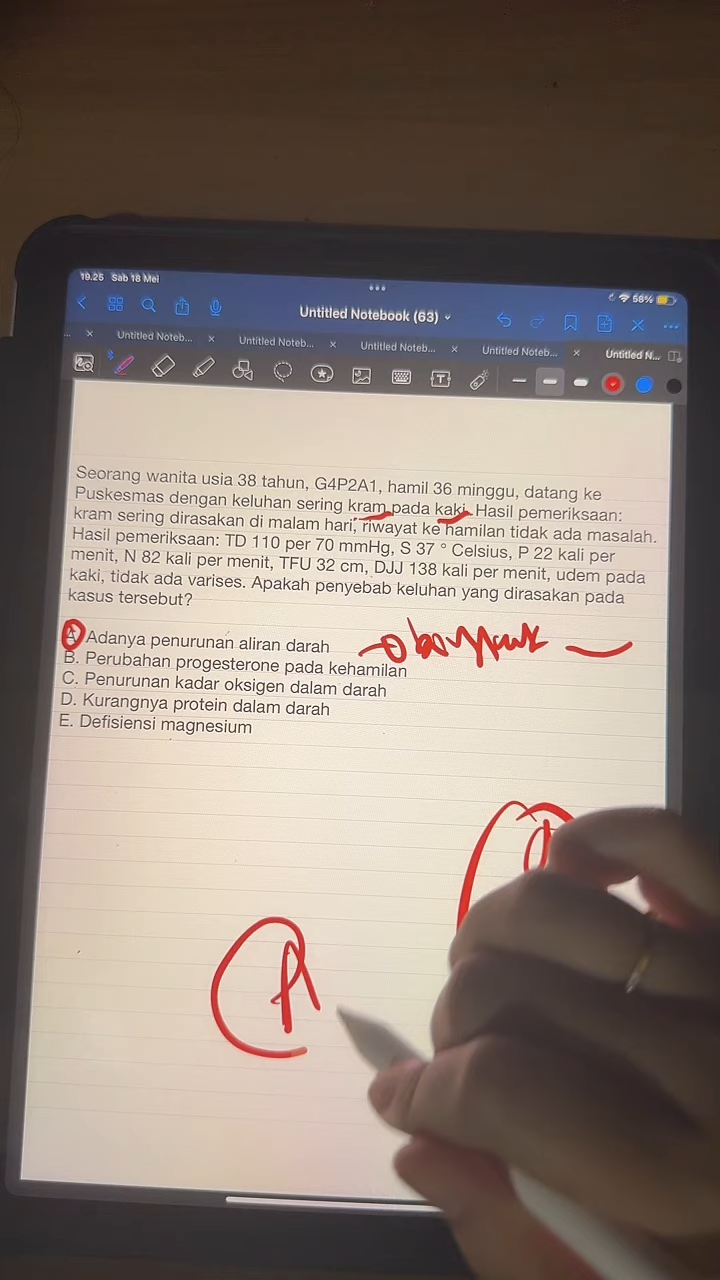 19.25 Sab 18 Mei
58%
Untitled Notebook (63)
... Untitled Noteb... Untitled Noteb... Untitled Noteb... Untitled Noteb... Untitled N...
Seorang wanita usia 38 tahun, G4P2A1, hamil 36 minggu, datang ke
Puskesmas dengan keluhan sering kram pada kaki. Hasil pemeriksaan:
kram sering dirasakan di malam hari, riwayat kehamilan tidak ada masalah.
Hasil pemeriksaan: TD 110 per 70 mmHg, S 37 ° Celsius, P 22 kali per
menit, N 82 kali per menit, TFU 32 cm, DJJ 138 kali per menit, udem pada
kaki, tidak ada varises. Apakah penyebab keluhan yang dirasakan pada
kasus tersebut?
A. Adanya penurunan aliran darah
B. Perubahan progesterone pada kehamilan
C. Penurunan kadar oksigen dalam darah
D. Kurangnya protein dalam darah
E. Defisiensi magnesium